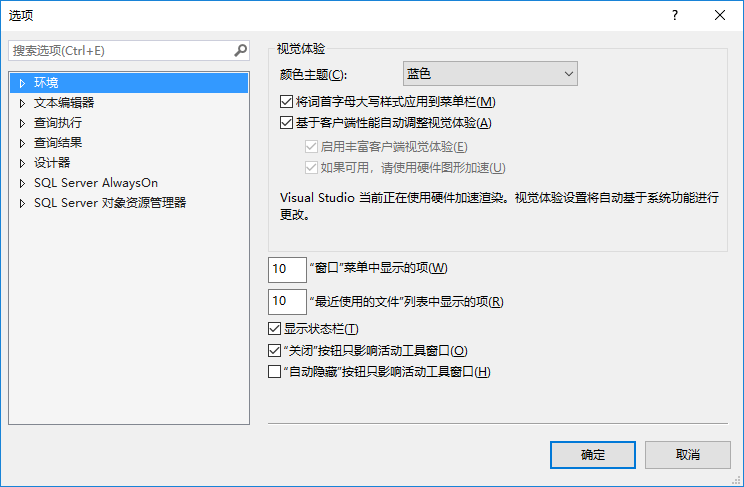 选项
搜索选项(Ctrl+E)
环境
文本编辑器
查询执行
查询结果
设计器
SQL Server AlwaysOn
SQL Server 对象资源管理器
视觉体验
颜色主题(C):
蓝色
将词首字母大写样式应用到菜单栏(M)
基于客户端性能自动调整视觉体验(A)
启用丰富客户端视觉体验(E)
如果可用，请使用硬件图形加速(U)
Visual Studio 当前正在使用硬件加速渲染。视觉体验设置将自动基于系统功能进行
更改。
10 “窗口”菜单中显示的项(W)
10 “最近使用的文件”列表中显示的项(R)
显示状态栏(T)
“关闭”按钮只影响活动工具窗口(O)
“自动隐藏”按钮只影响活动工具窗口(H)
确定
取消